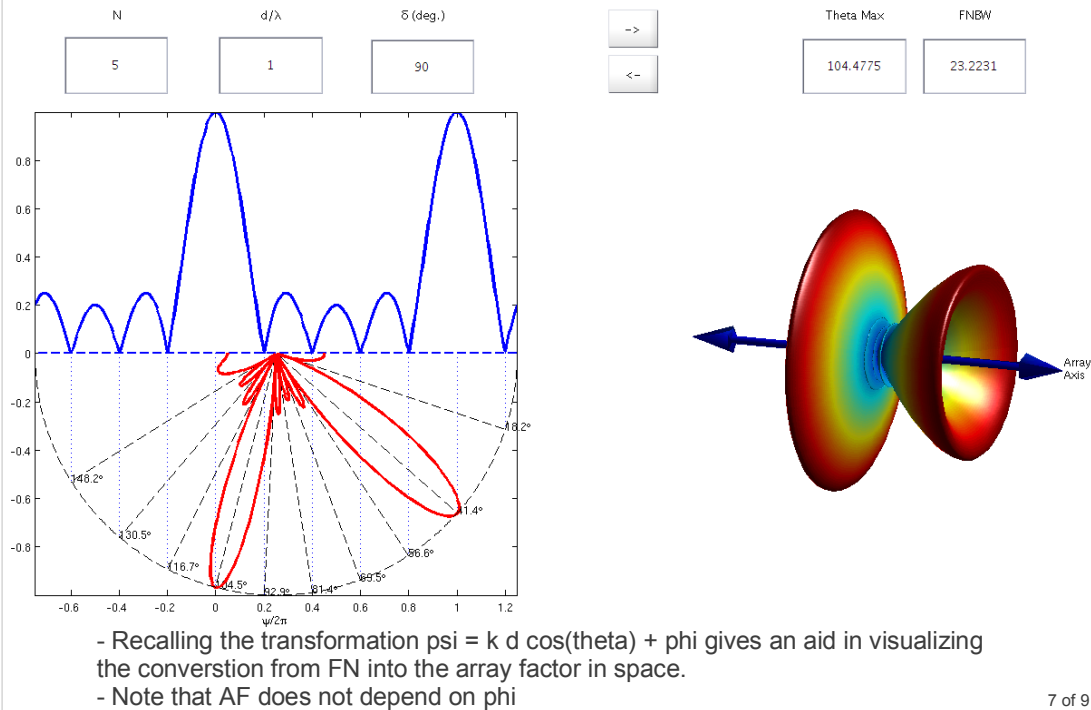 N d/λ δ (deg.) -> Theta Max FNBW
5 1 90 <- 104.4775 23.2231
0.8
0.6
0.4
0.2
0
-0.2
-0.4
-0.6
-0.8
148.2°
130.5°
116.7°
104.5°
92.9°
81.4°
69.5°
56.6°
41.4°
18.2°
-0.6 -0.4 -0.2 0 0.2 0.4 0.6 0.8 1 1.2
ψ/2π
Array
Axis
- Recalling the transformation psi = k d cos(theta) + phi gives an aid in visualizing
the converstion from FN into the array factor in space.
- Note that AF does not depend on phi
7 of 9